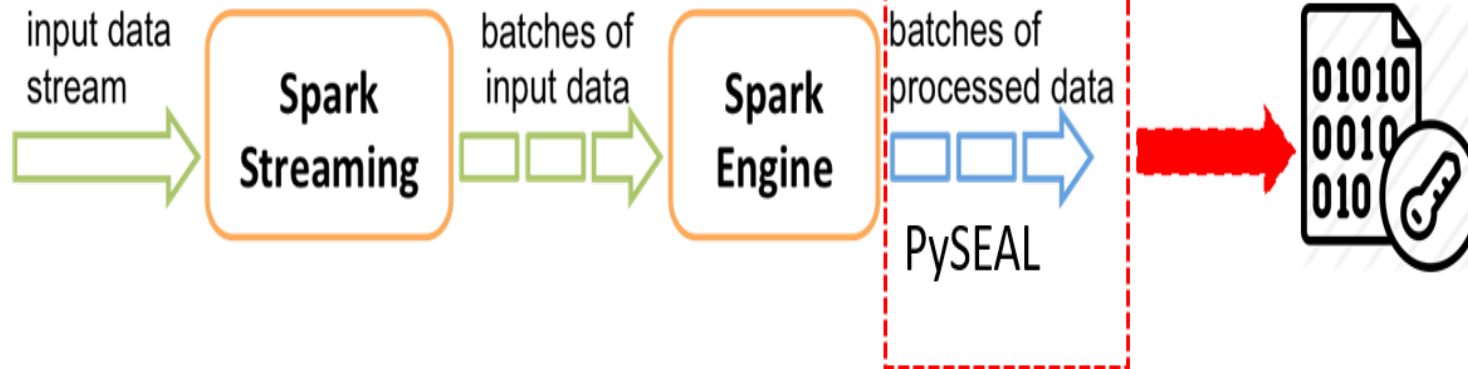 input data
stream
Spark
Streaming
batches of
input data
Spark
Engine
batches of
processed data
PySEAL
01010
0010
010